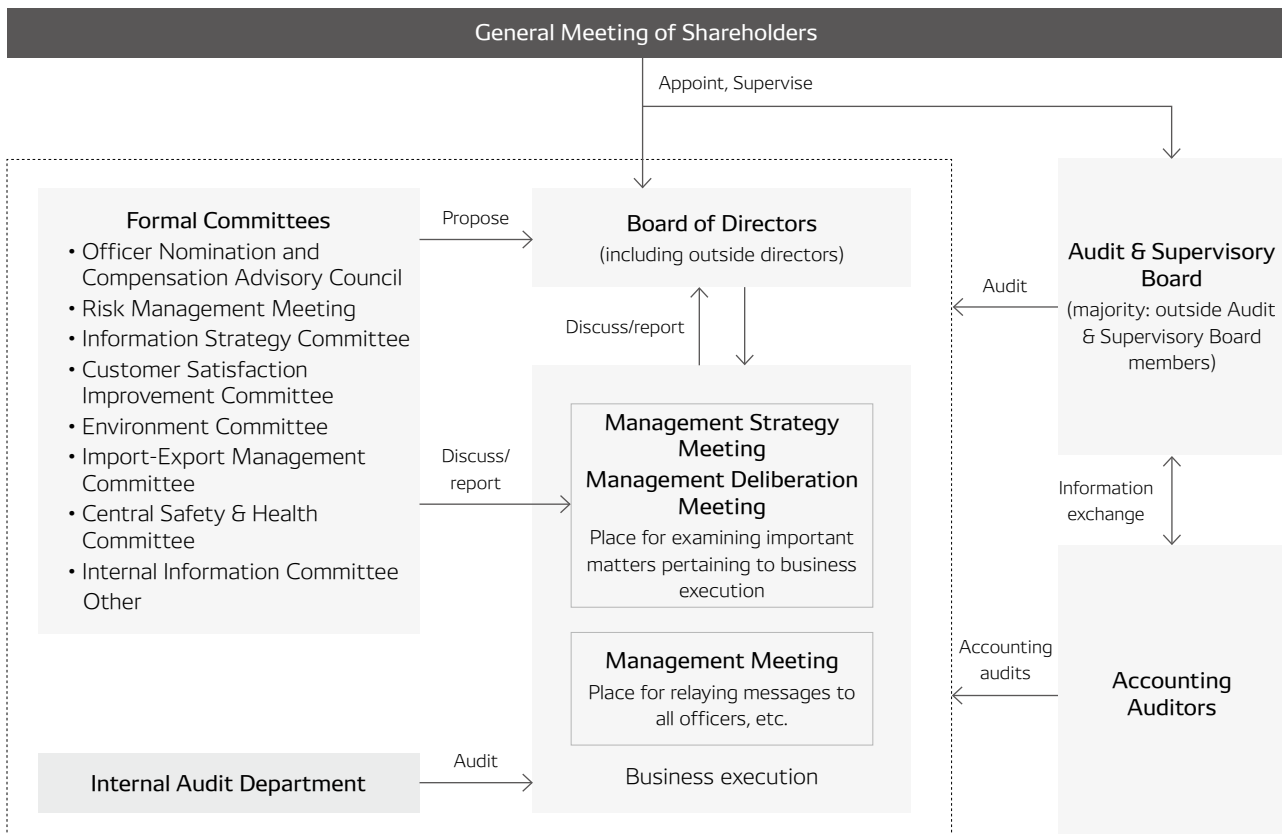 General Meeting of Shareholders
Appoint, Supervise
Formal Committees
• Officer Nomination and
Compensation Advisory Council
• Risk Management Meeting
• Information Strategy Committee
• Customer Satisfaction
Improvement Committee
• Environment Committee
• Import-Export Management
Committee
• Central Safety & Health
Committee
• Internal Information Committee
Other
Propose
Board of Directors
(including outside directors)
Audit
Audit & Supervisory
Board
(majority: outside Audit
& Supervisory Board
members)
Discuss/report
Discuss/
report
Management Strategy
Meeting
Management Deliberation
Meeting
Place for examining important
matters pertaining to business
execution
Information
exchange
Management Meeting
Place for relaying messages to
all officers, etc.
Accounting
audits
Accounting
Auditors
Internal Audit Department
Audit
Business execution